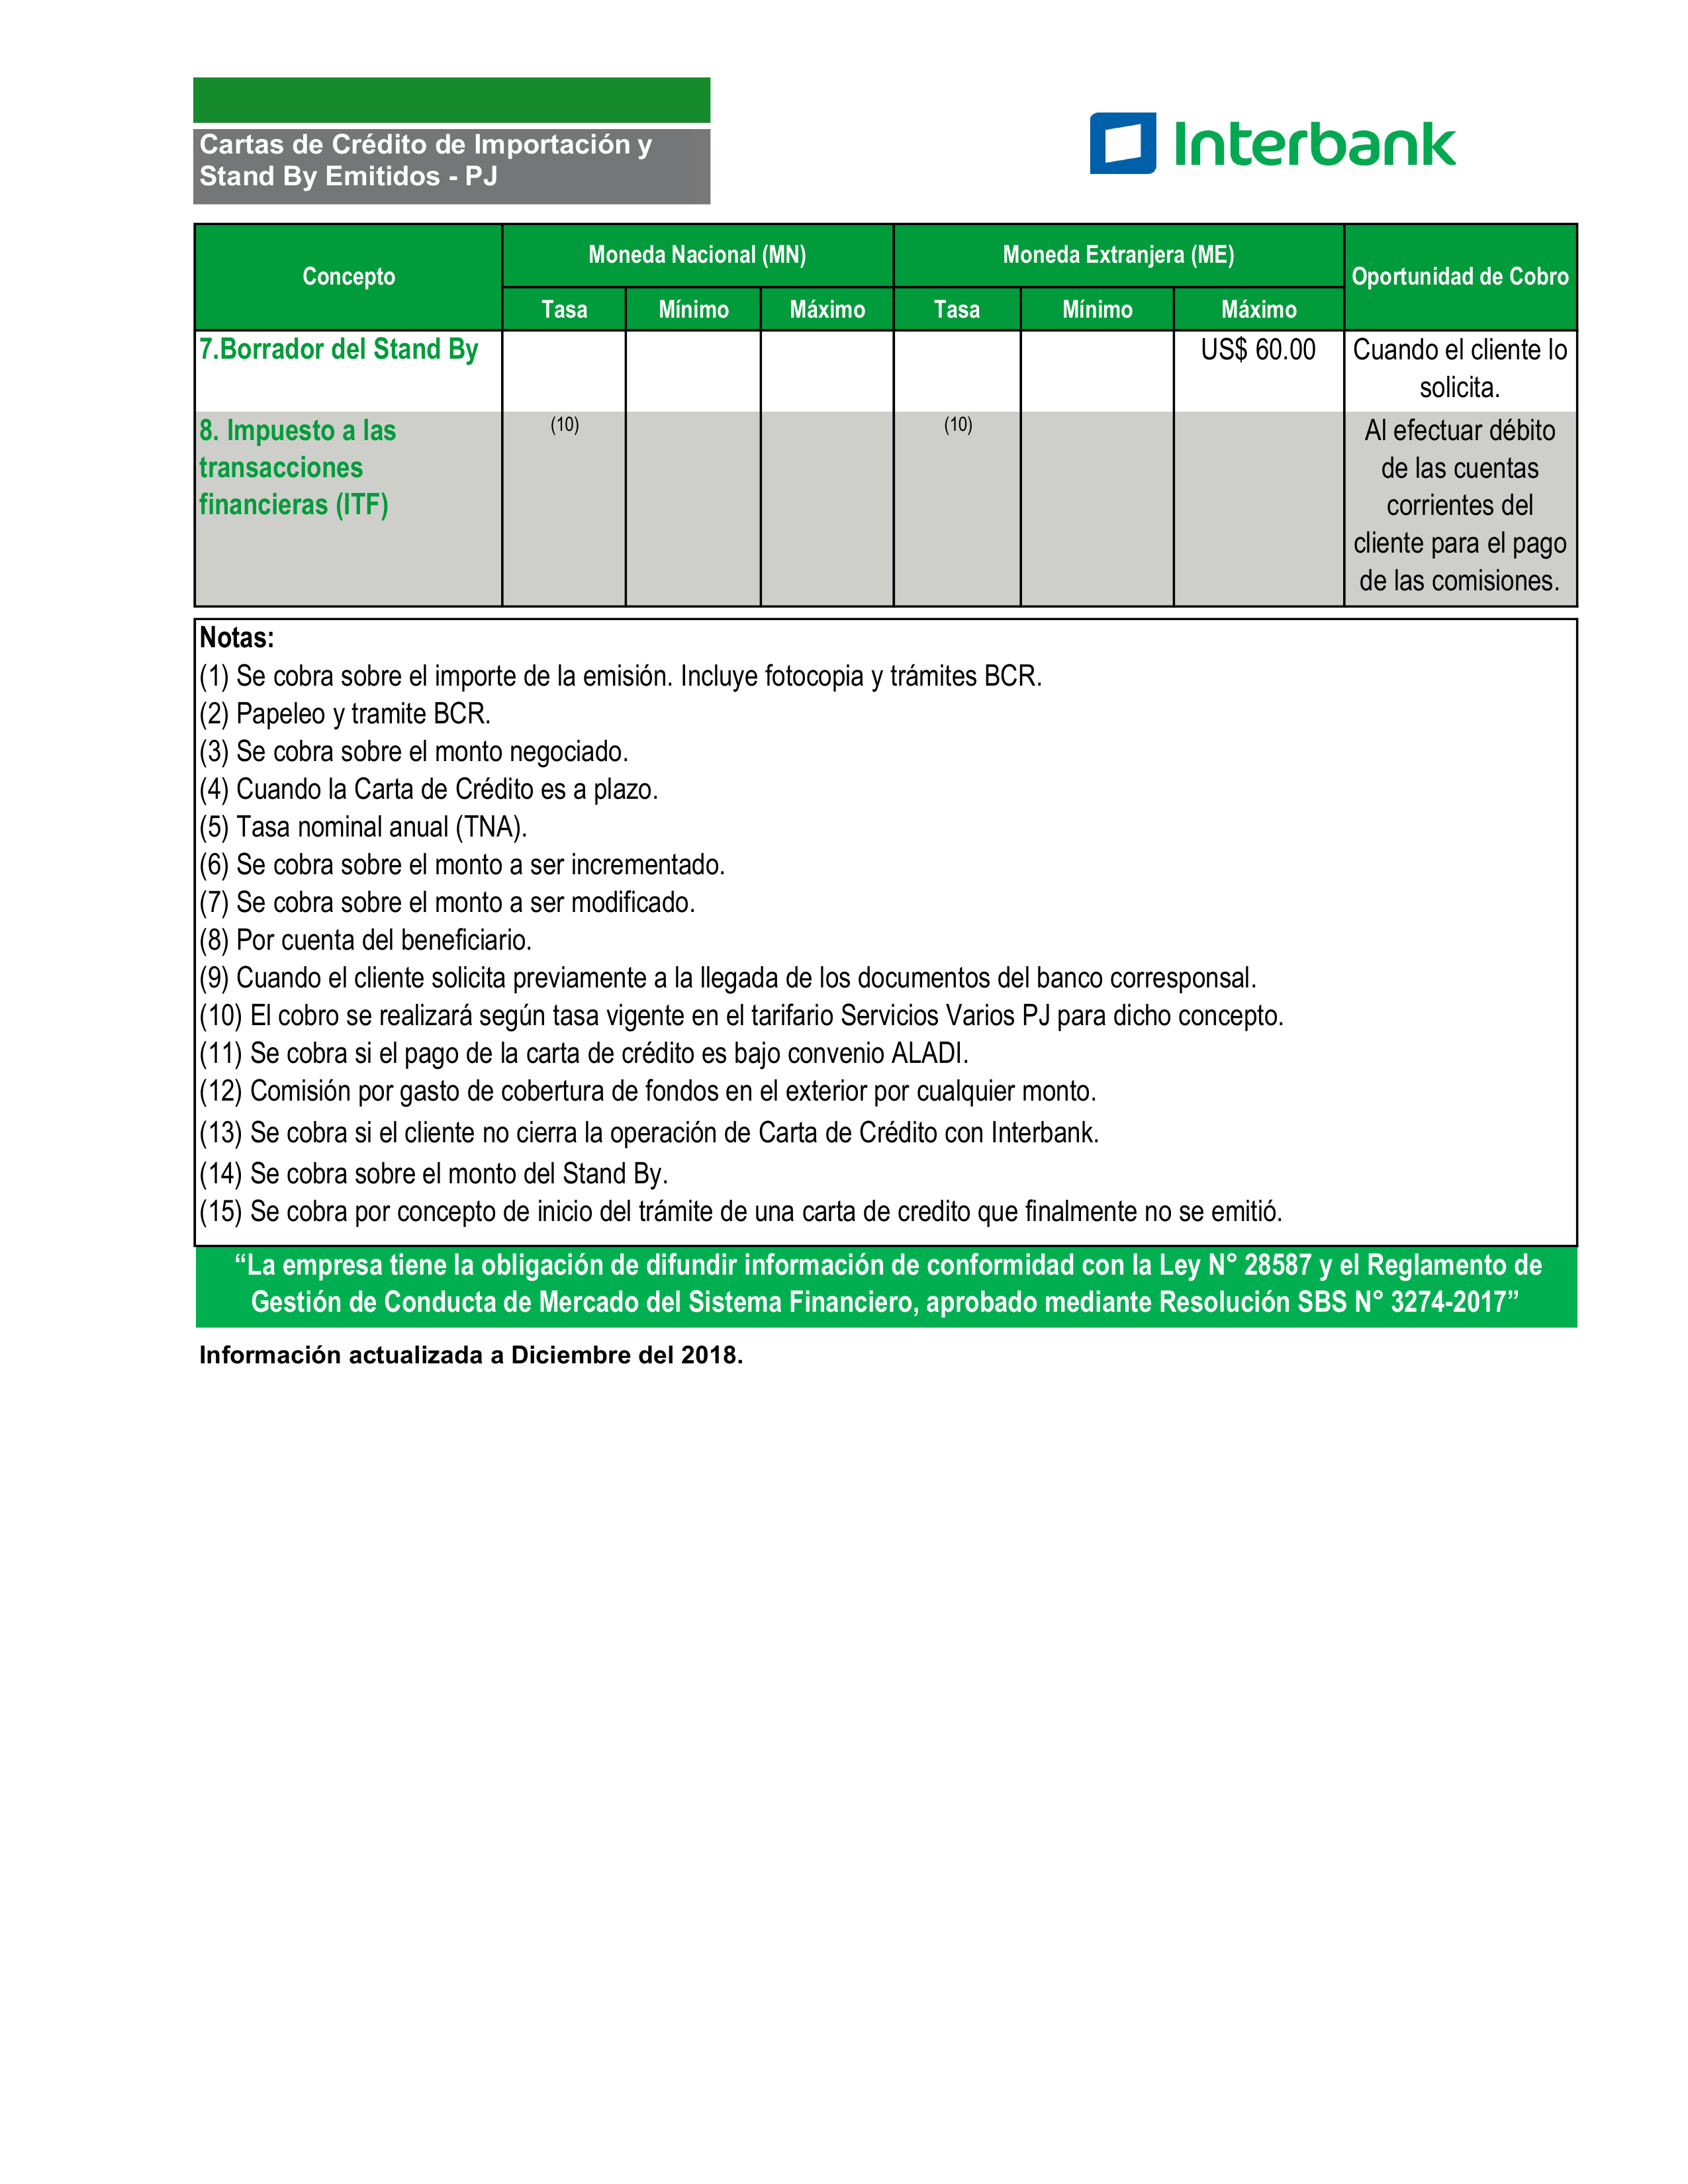 Cartas de Crédito de Importación y
Stand By Emitidos - PJ
Interbank
Concepto
Moneda Nacional (MN)
Moneda Extranjera (ME)
Oportunidad de Cobro
Tasa
Mínimo
Máximo
Tasa
Mínimo
Máximo
7.Borrador del Stand By
US$ 60.00
Cuando el cliente lo
solicita.
8. Impuesto a las
transacciones
financieras (ITF)
(10)
(10)
Al efectuar débito
de las cuentas
corrientes del
cliente para el pago
de las comisiones.
Notas:
(1) Se cobra sobre el importe de la emisión. Incluye fotocopia y trámites BCR.
(2) Papeleo y tramite BCR.
(3) Se cobra sobre el monto negociado.
(4) Cuando la Carta de Crédito es a plazo.
(5) Tasa nominal anual (TNA).
(6) Se cobra sobre el monto a ser incrementado.
(7) Se cobra sobre el monto a ser modificado.
(8) Por cuenta del beneficiario.
(9) Cuando el cliente solicita previamente a la llegada de los documentos del banco corresponsal.
(10) El cobro se realizará según tasa vigente en el tarifario Servicios Varios PJ para dicho concepto.
(11) Se cobra si el pago de la carta de crédito es bajo convenio ALADI.
(12) Comisión por gasto de cobertura de fondos en el exterior por cualquier monto.
(13) Se cobra si el cliente no cierra la operación de Carta de Crédito con Interbank.
(14) Se cobra sobre el monto del Stand By.
(15) Se cobra por concepto de inicio del trámite de una carta de credito que finalmente no se emitió.
“La empresa tiene la obligación de difundir información de conformidad con la Ley N° 28587 y el Reglamento de
Gestión de Conducta de Mercado del Sistema Financiero, aprobado mediante Resolución SBS N° 3274-2017”
Información actualizada a Diciembre del 2018.